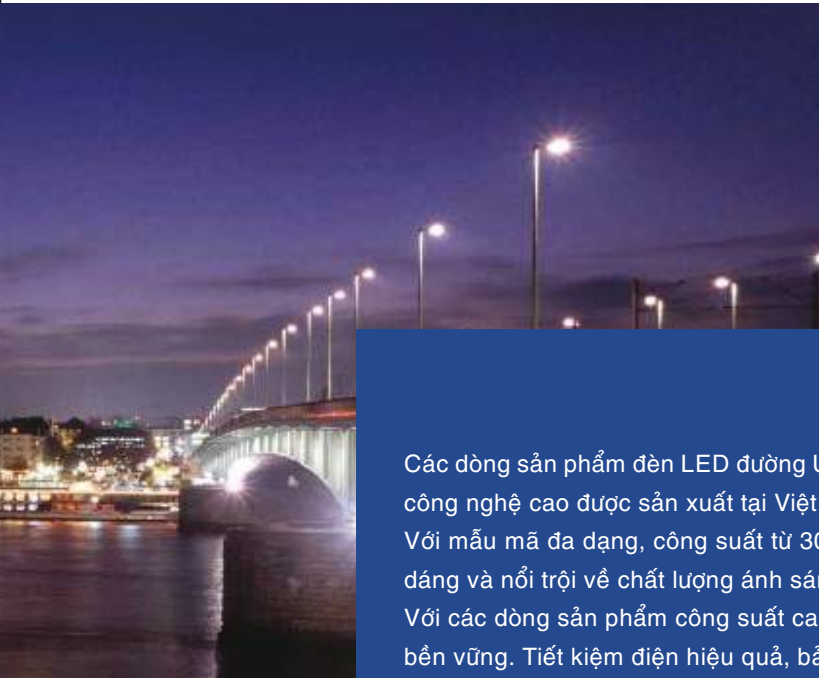 Các dòng sản phẩm đèn LED đường
công nghệ cao được sản xuất tại Việt
Với mẫu mã đa dạng, công suất từ 30
dáng và nổi trội về chất lượng ánh
Với các dòng sản phẩm công suất
bền vững. Tiết kiệm điện hiệu quả,